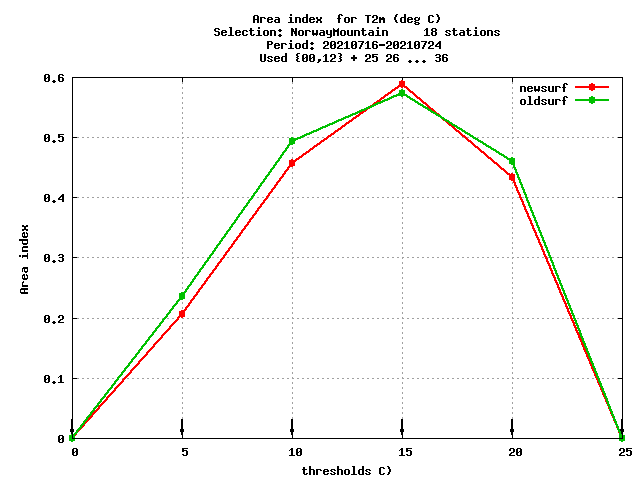 Area index  for T2m (deg C)
Selection: NorwayMountain     18 stations
Period: 20210716-20210724
Used {00,12} + 25 26 ... 36
newsurf
oldsurf
0.6
0.5
0.4
0.3
0.2
0.1
0
Area index
0 5 10 15 20 25
thresholds C)